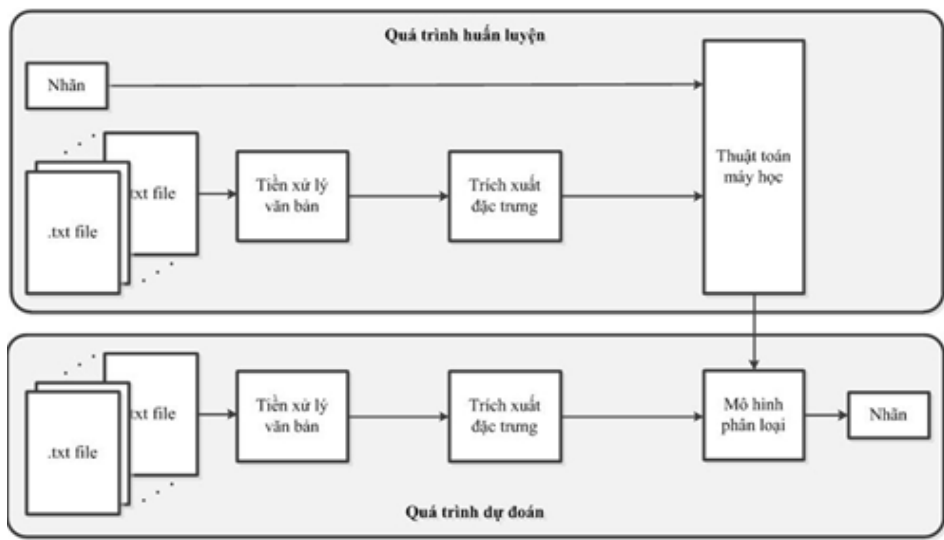 Quá trình huấn luyện
Nhãn
.txt file
.txt file
Tiền xử lý
văn bản
Trích xuất
đặc trưng
Thuật toán
máy học
.txt file
.txt file
Tiền xử lý
văn bản
Trích xuất
đặc trưng
Mô hình
phân loại
Nhãn
Quá trình dự đoán